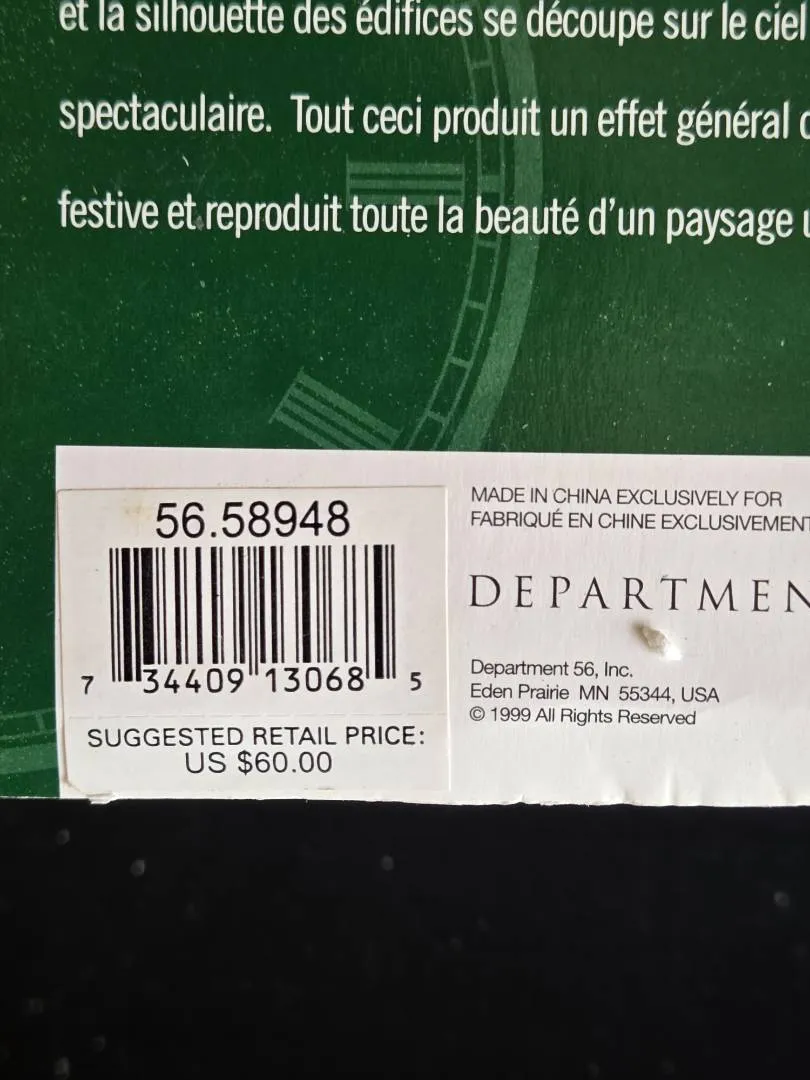 et la silhouette des édifices se découpe sur le ciel
spectaculaire. Tout ceci produit un effet général
festive et reproduit toute la beauté d'un paysage
56.58948
7 34409 13068 5
SUGGESTED RETAIL PRICE:
US $60.00
MADE IN CHINA EXCLUSIVELY FOR
FABRIQUÉ EN CHINE EXCLUSIVEMENT
DEPARTMEN
Department 56, Inc.
Eden Prairie MN 55344, USA
© 1999 All Rights Reserved